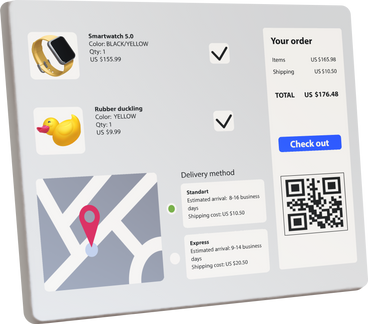 Smartwatch 5.0
Color: BLACK/YELLOW
Qty: 1
US $155.99
Rubber duckling
Color: YELLOW
Qty: 1
US $9.99
Delivery method
Standart
Estimated arrival: 8-16 business
days
Shipping cost: US $10.50
Express
Estimated arrival: 9-14 business
days
Shipping cost: US $20.50
Your order
Items US $165.98
Shipping US $10.50
TOTAL US $176.48
Check out